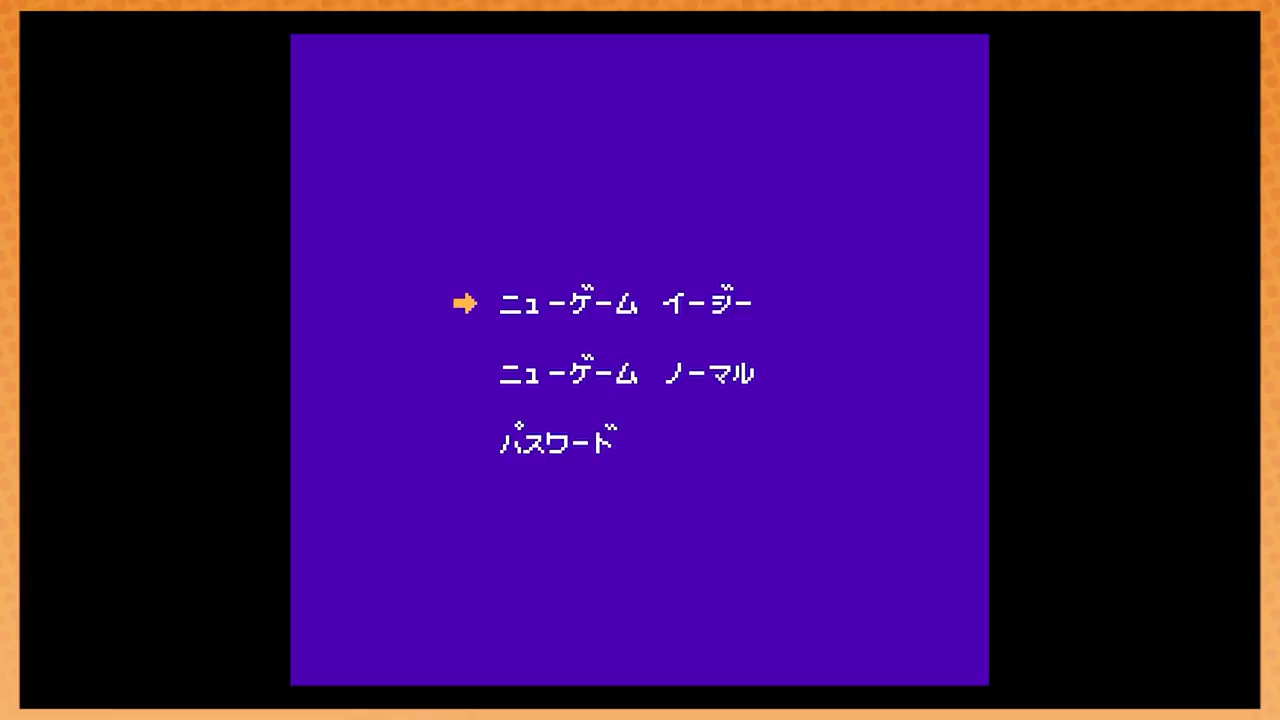 ニューゲーム イージー
ニューゲーム ノーマル
パスワード